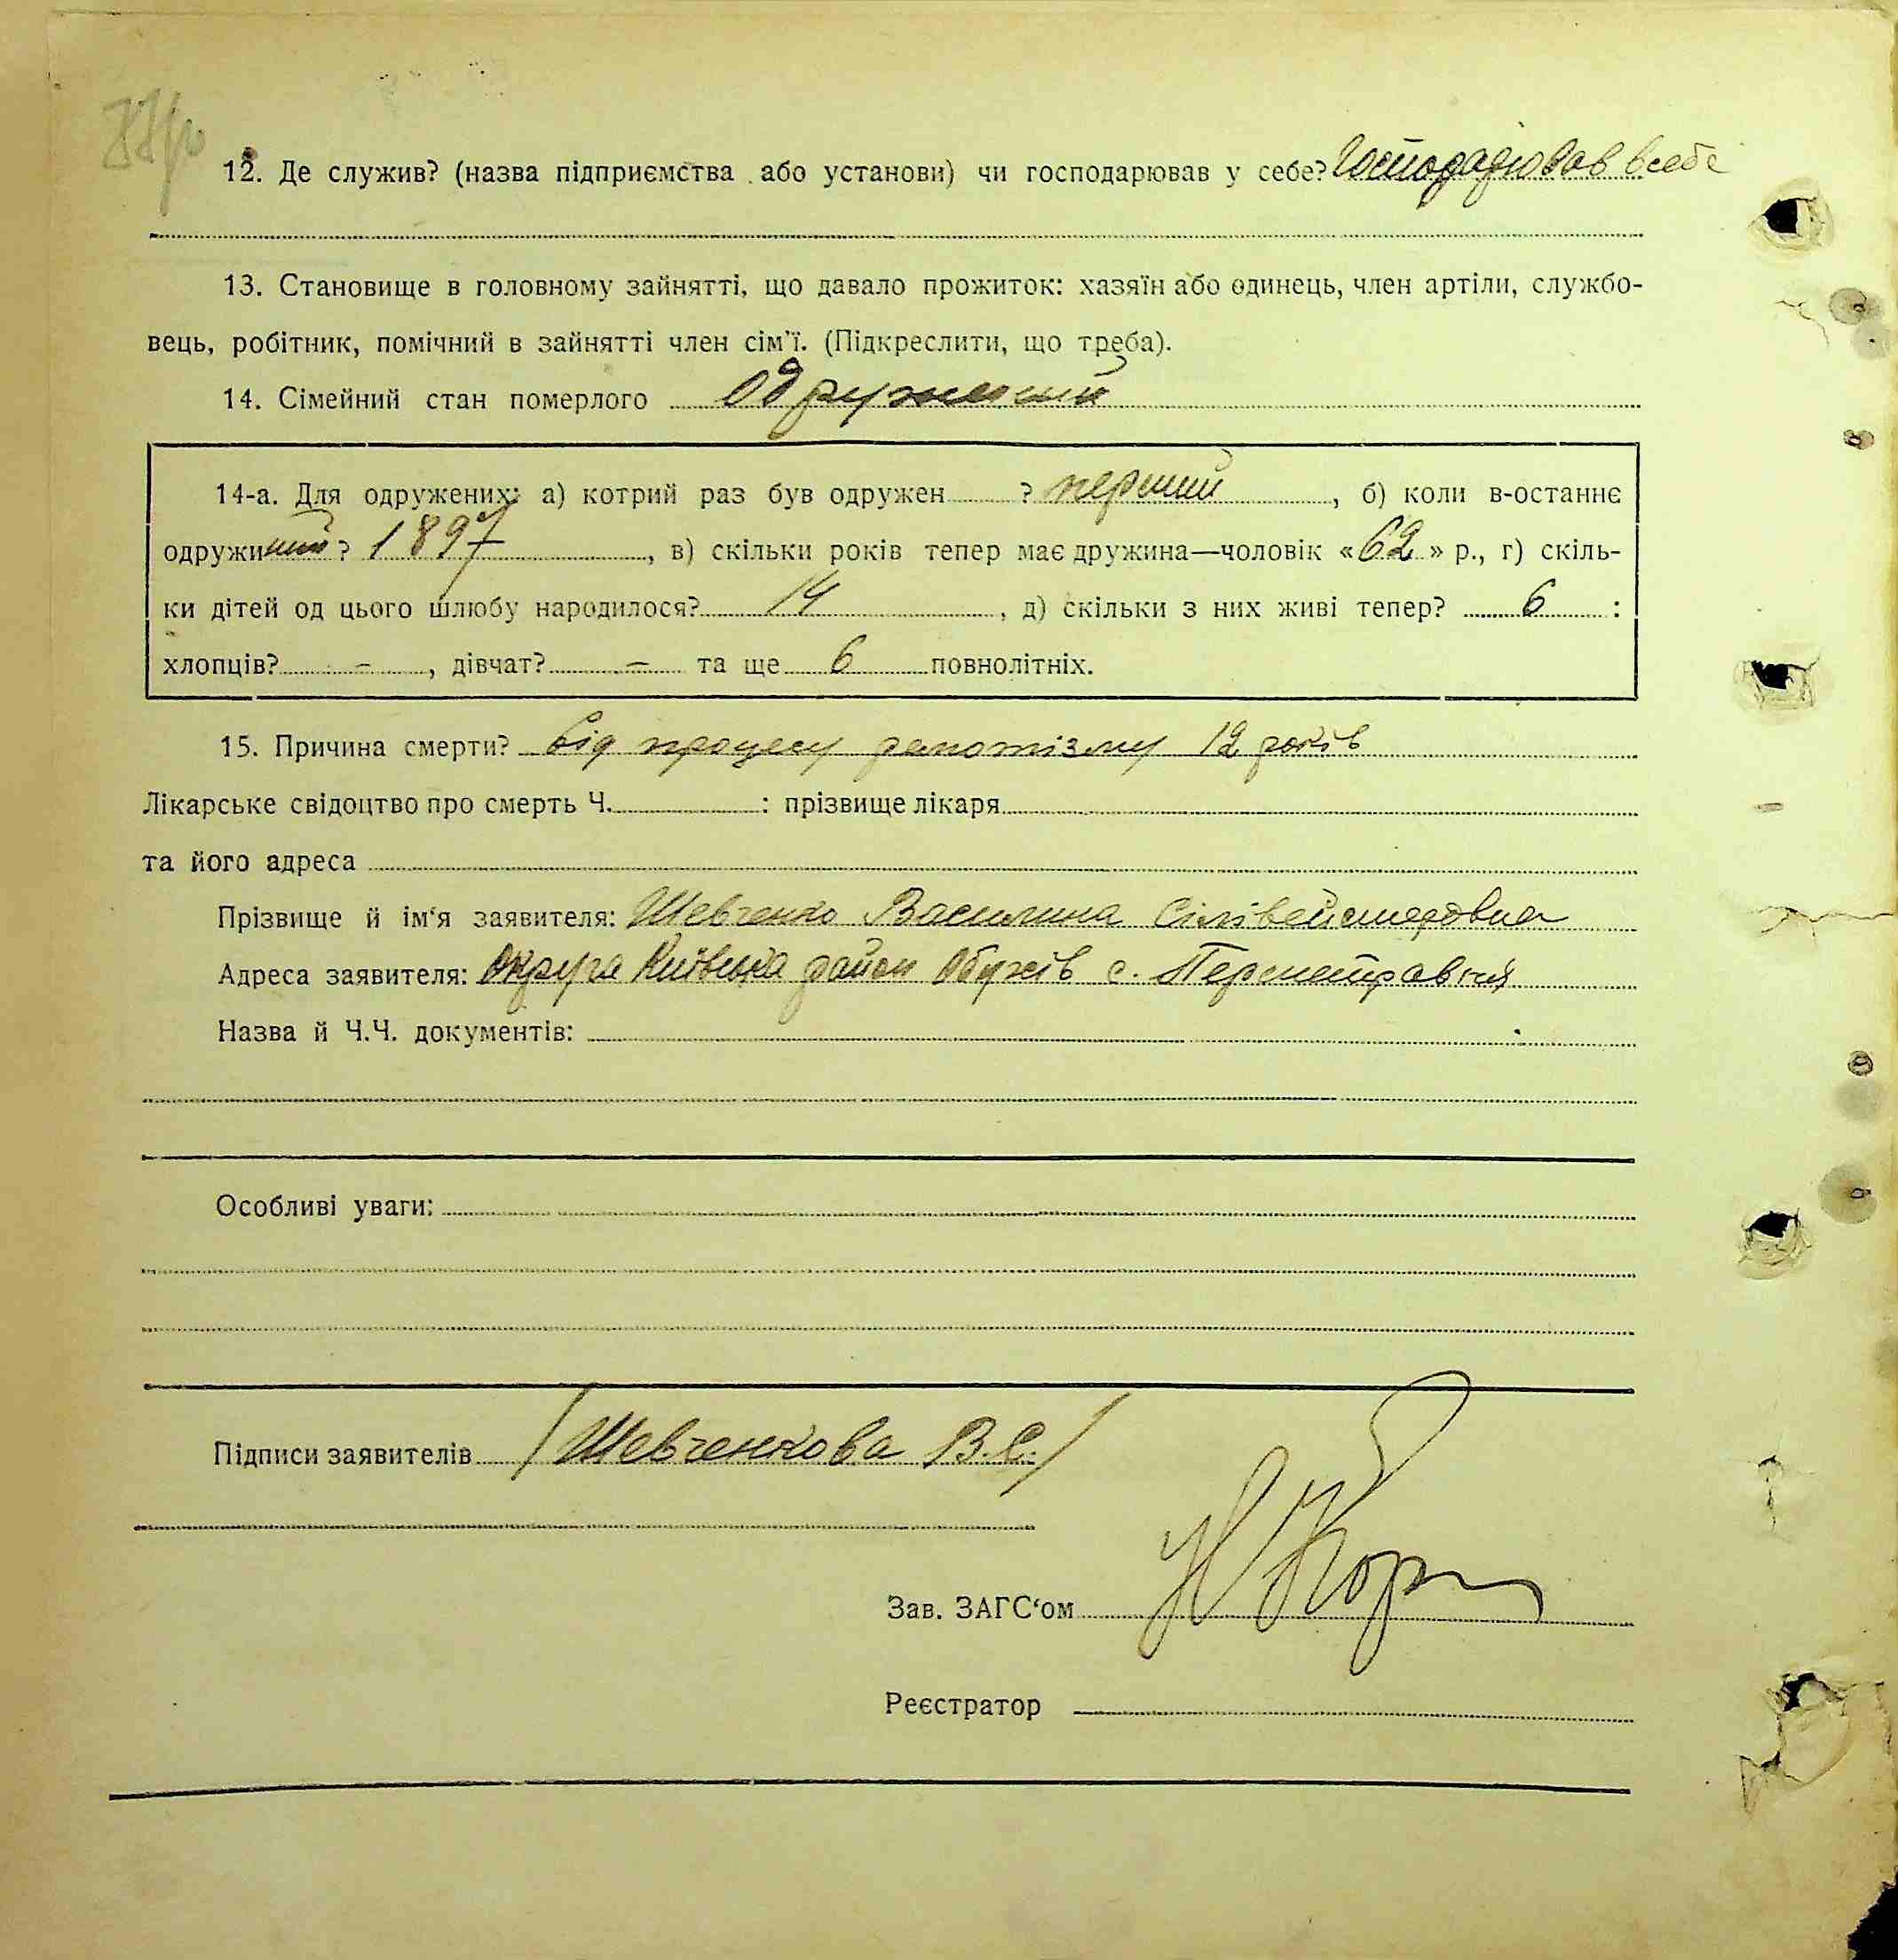 12. Де служив? (назва підприємства або установи) чи господарював у себе? Господарював в себе
13. Становище в головному зайнятті, що давало прожиток: хазяїн або одинець, член артіли, службо-
вець, робітник, помічний в зайнятті член сім'ї. (Підкреслити, що треба).
14. Сімейний стан померлого одружений
14-а. Для одружених: а) котрий раз був одружен ? перший , б) коли в-останнє
одружи ? 1897 , в) скільки років тепер має дружина—чоловік «62» р., г) скіль-
ки дітей од цього шлюбу народилося? 14 , д) скільки з них живі тепер? 6 :
хлопців? – , дівчат? – та ще 6 повнолітніх.
15. Причина смерти? від процесу 12 років
Лікарське свідоцтво про смерть Ч. : прізвище лікаря
та його адреса
Прізвище й ім'я заявителя: Шевченко Василина
Адреса заявителя: Округа Київська район Обухів с.
Назва й Ч.Ч. документів:
Особливі уваги:
Підписи заявителів /Шевченкова В.С./
Зав. ЗАГС'ом
Реєстратор